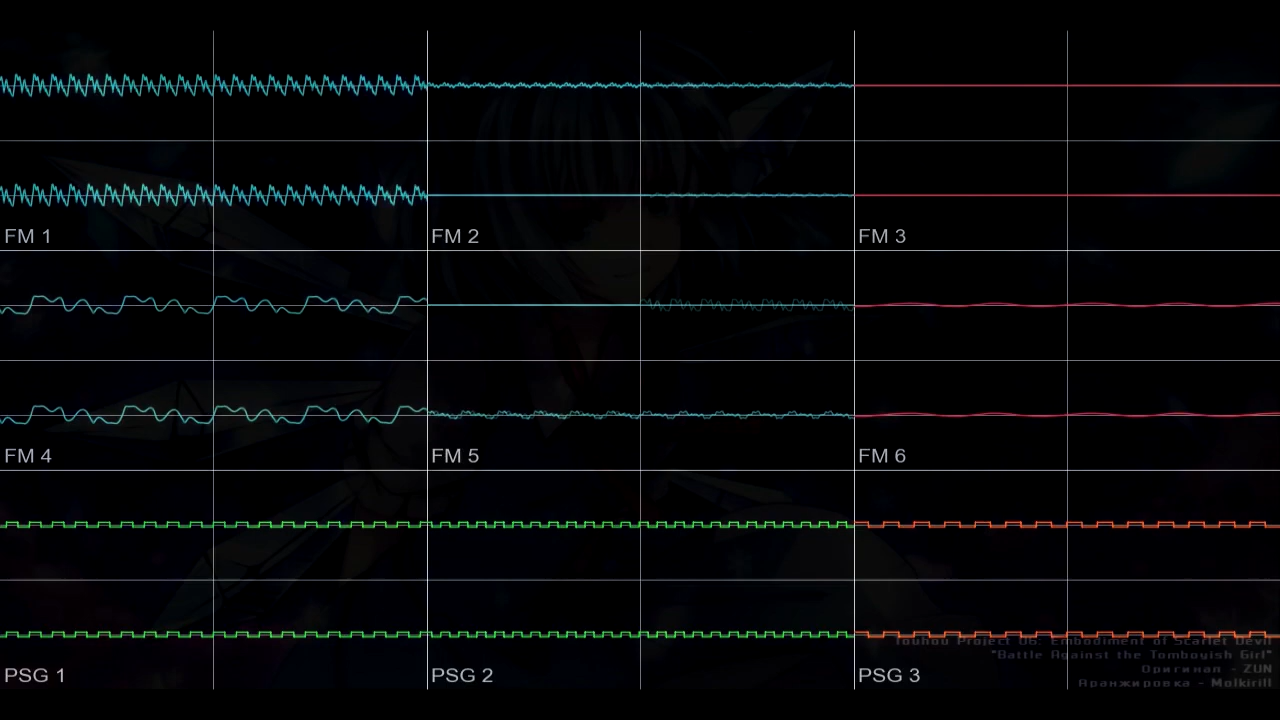 FM 1
FM 2
FM 3
FM 4
FM 5
FM 6
PSG 1
PSG 2
PSG 3
Touhou Project 06: Embodiment of Scarlet Devil
"Battle Against the Tomboyish Girl"
Оригинал - ZUN
Аранжировка - Malkirill